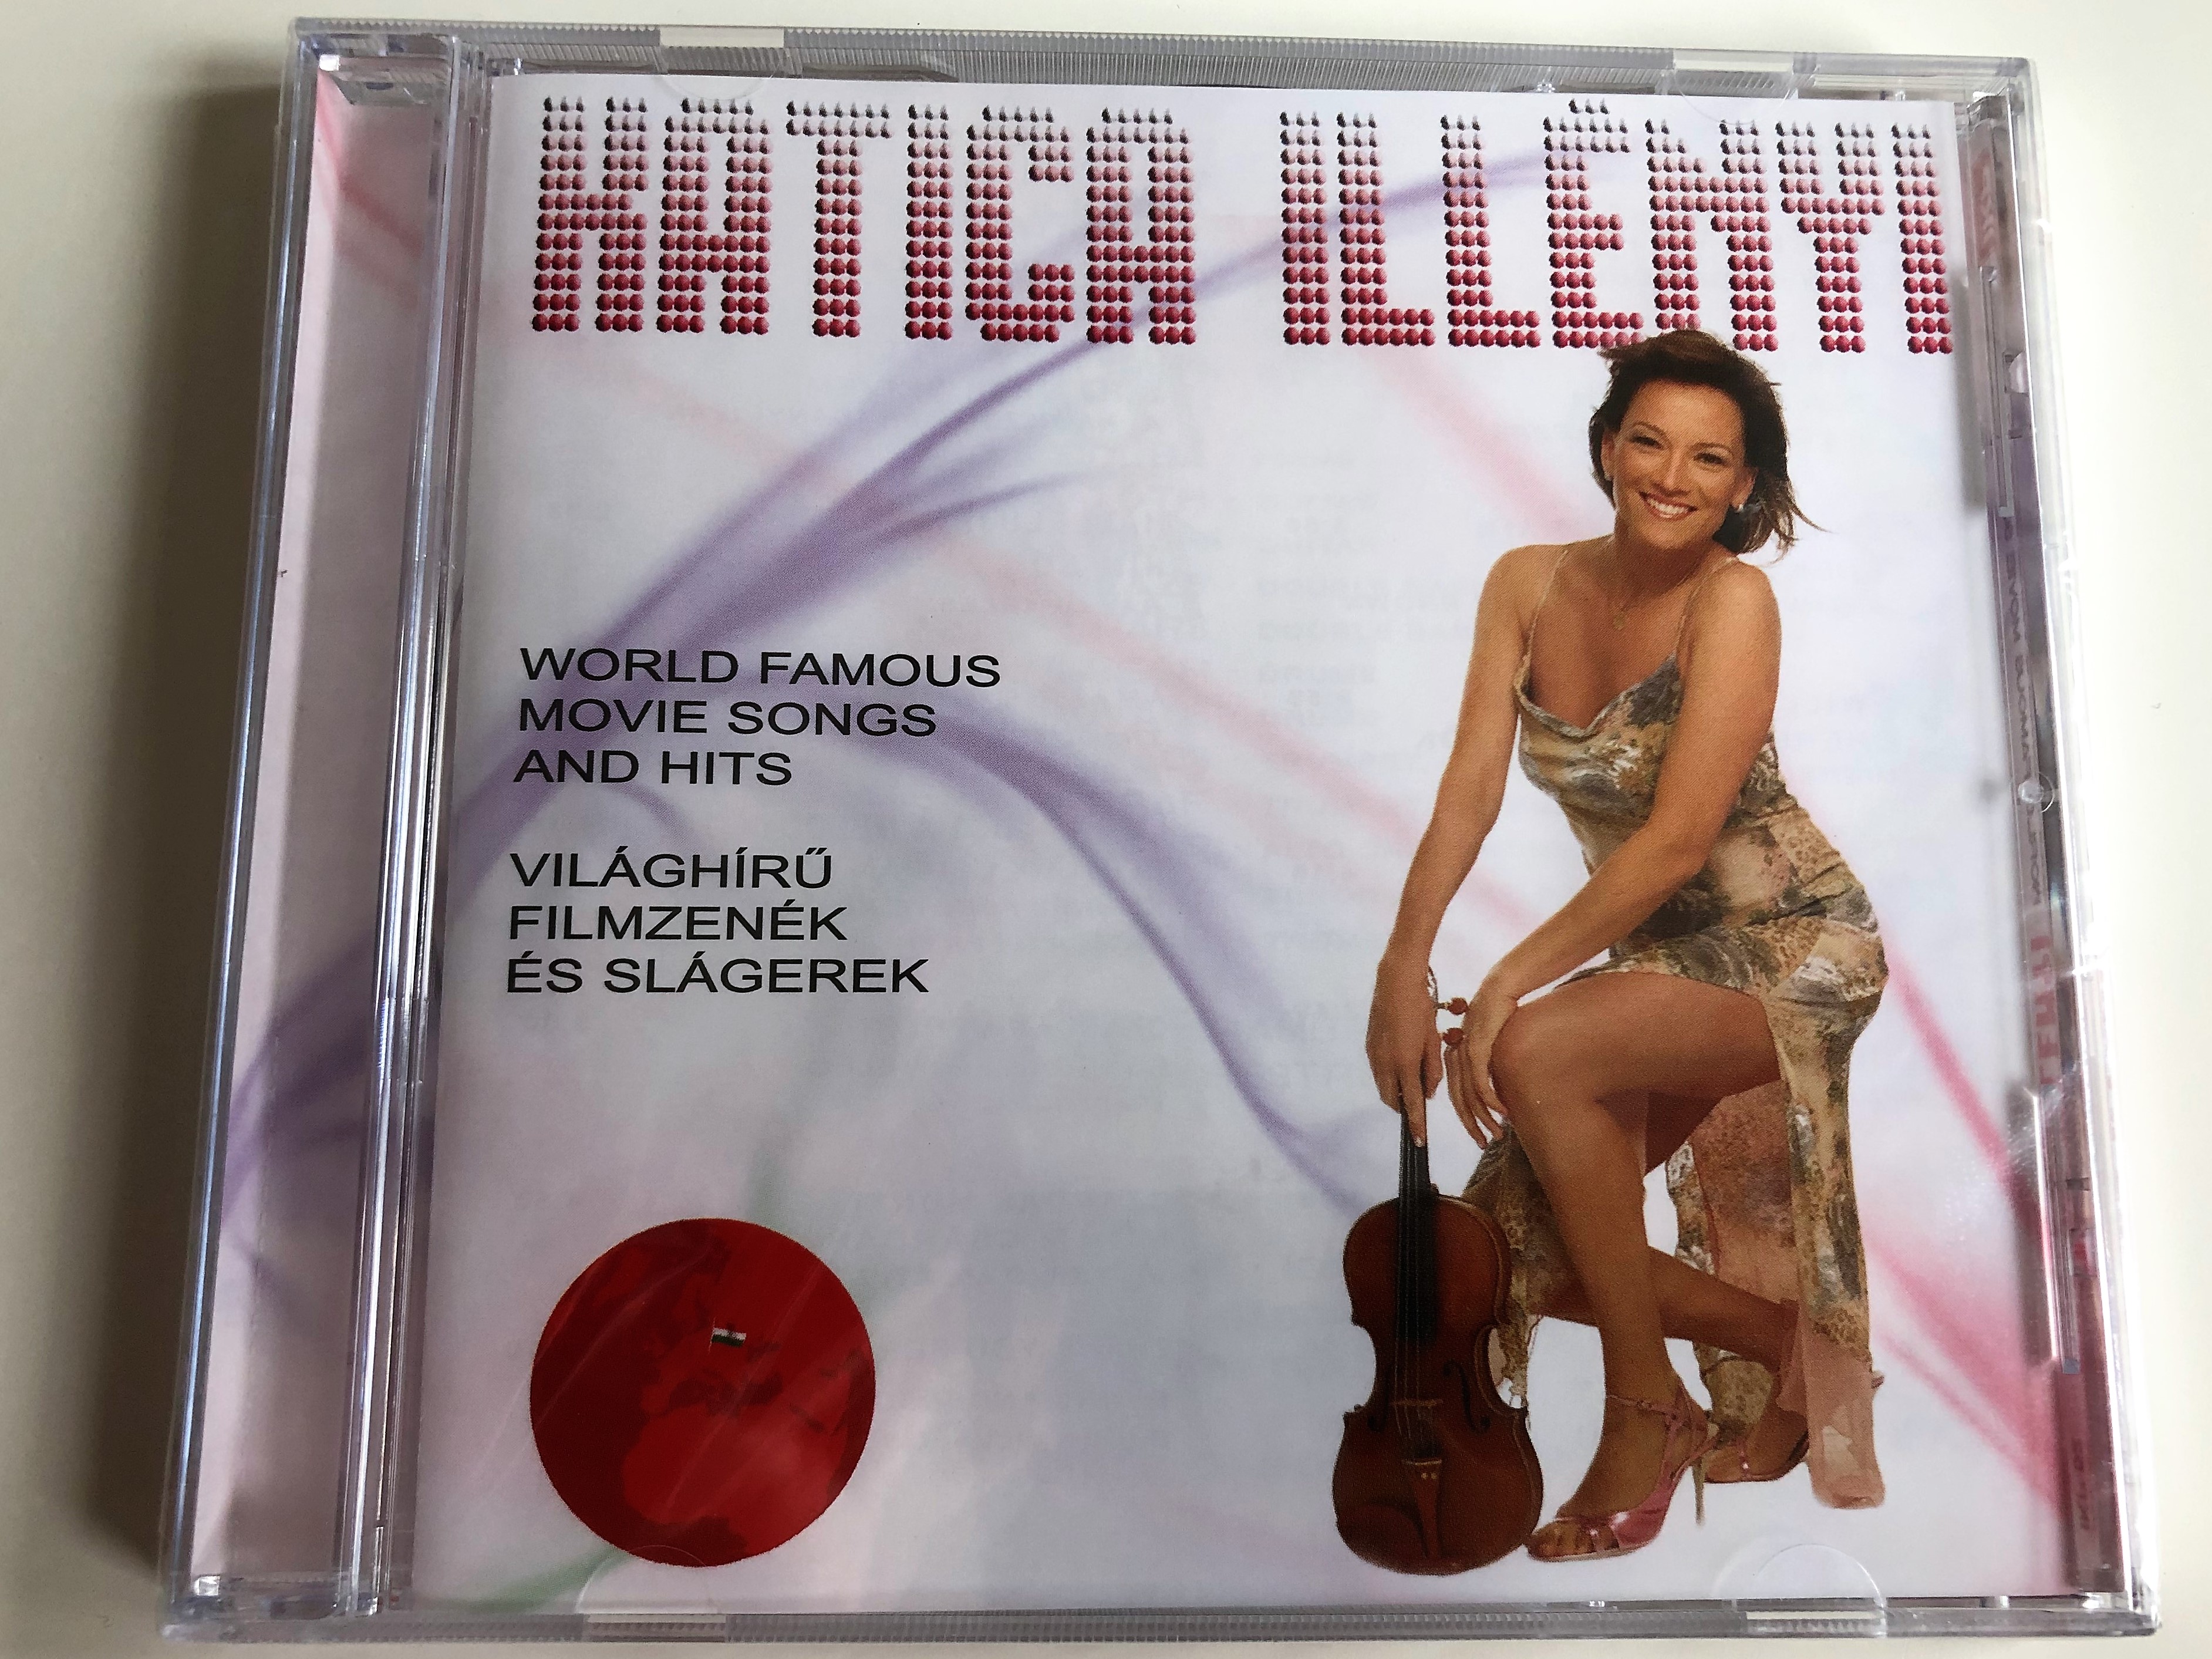 KATICA ILLÉNYI
WORLD FAMOUS
MOVIE SONGS
AND HITS
VILÁGHÍRŰ
FILMZENÉK
ÉS SLÁGEREK